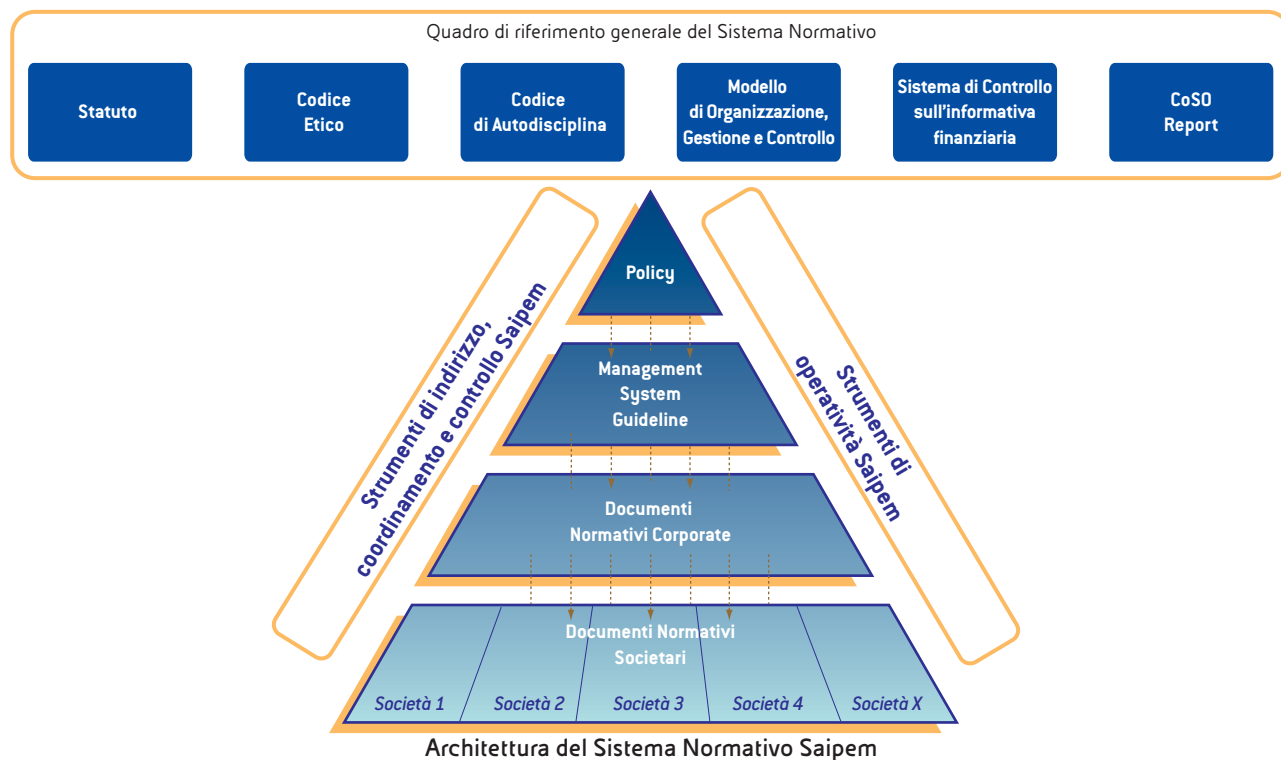 Quadro di riferimento generale del Sistema Normativo
Statuto
Codice
Etico
Codice
di Autodisciplina
Modello
di Organizzazione,
Gestione e Controllo
Sistema di Controllo
sull'informativa
finanziaria
CoSO
Report
Strumenti di indirizzo,
coordinamento e controllo Saipem
Policy
Management
System
Guideline
Documenti
Normativi Corporate
Documenti Normativi
Societari
Società 1
Società 2
Società 3
Società 4
Società X
Strumenti di
operatività Saipem
Architettura del Sistema Normativo Saipem